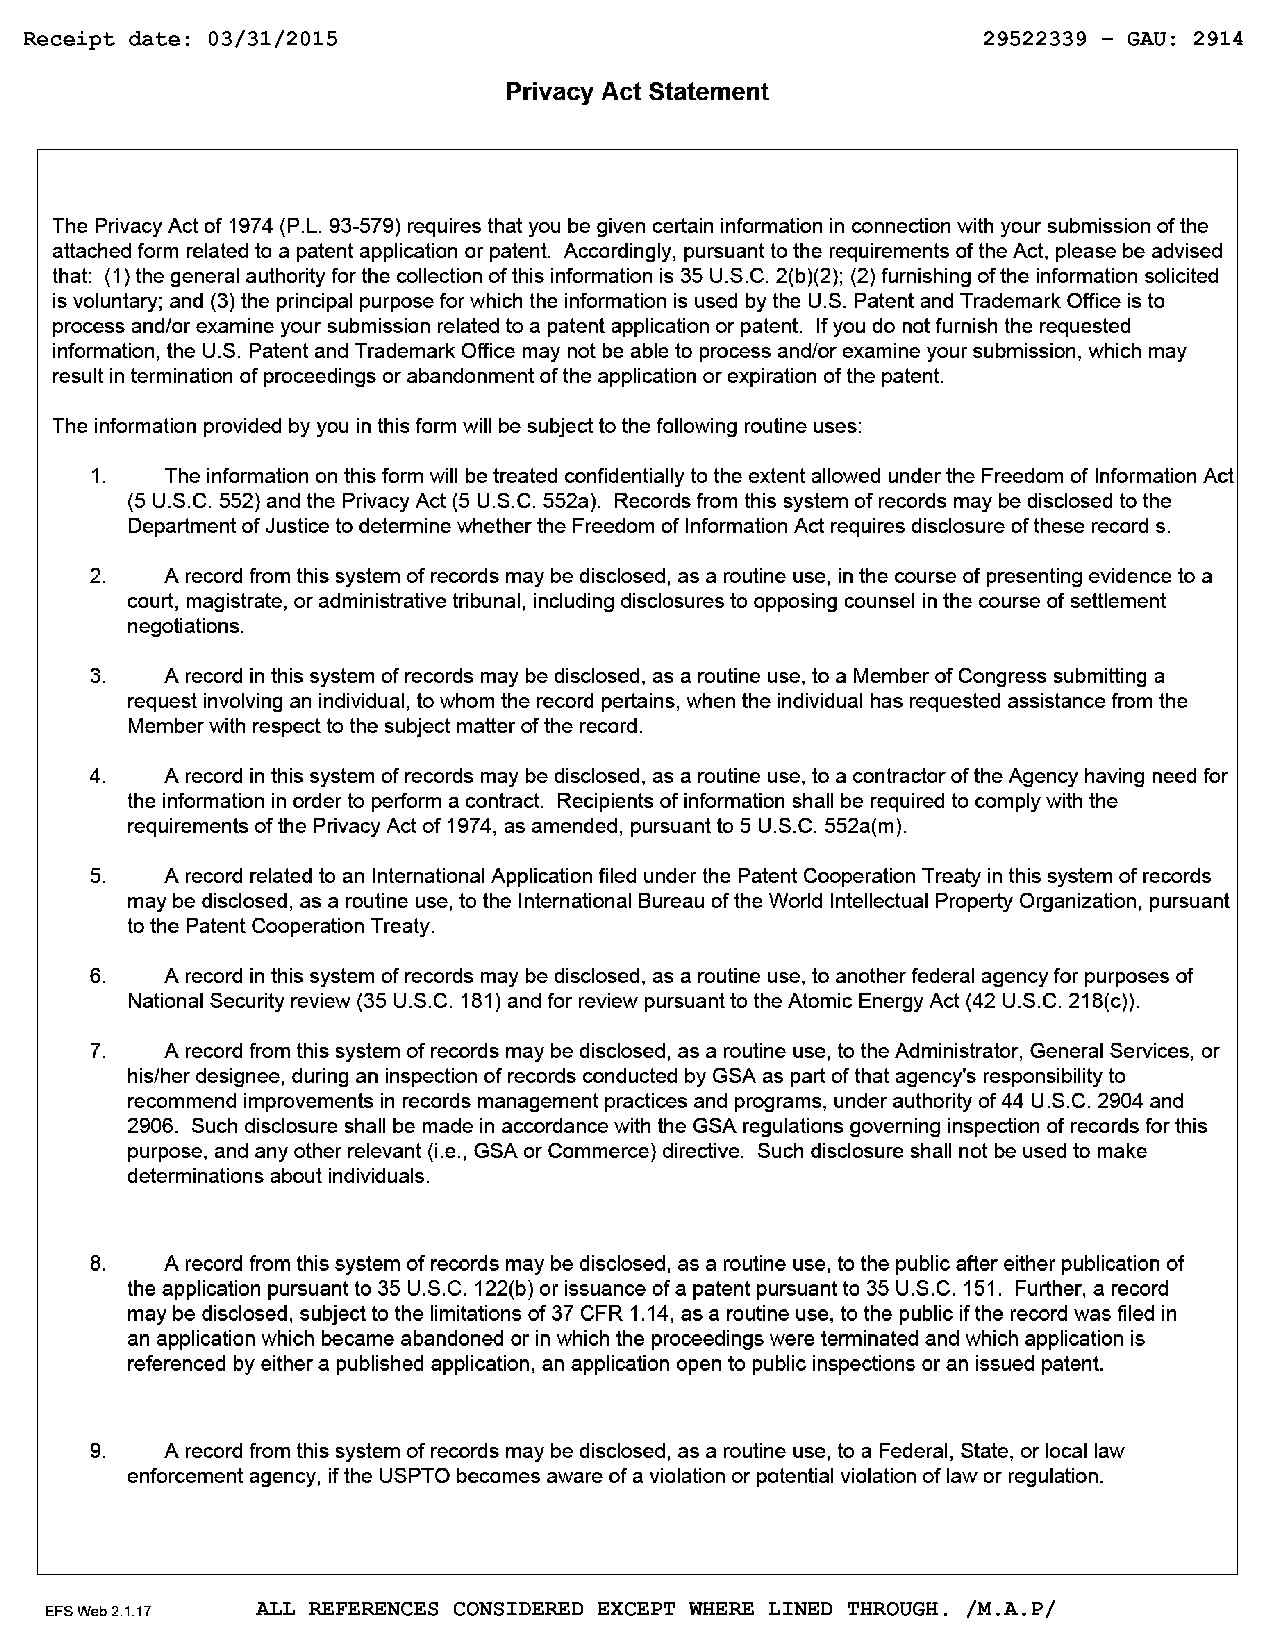 Receipt date: 03/31/2015 29522339 - GAU: 2914
Privacy Act Statement
The Privacy Act of 1974 (P.L. 93-579) requires that you be given certain information in connection with your submission of the
attached form related to a patent application or patent. Accordingly, pursuant to the requirements of the Act, please be advised
that: (1) the general authority for the collection of this information is 35 U.S.C. 2(b)(2); (2) furnishing of the information solicited
is voluntary; and (3) the principal purpose for which the information is used by the U.S. Patent and Trademark Office is to
process and/or examine your submission related to a patent application or patent. If you do not furnish the requested
information, the U.S. Patent and Trademark Office may not be able to process and/or examine your submission, which may
result in termination of proceedings or abandonment of the application or expiration of the patent.
The information provided by you in this form will be subject to the following routine uses:
1. The information on this form will be treated confidentially to the extent allowed under the Freedom of Information Act
(5 U.S.C. 552) and the Privacy Act (5 U.S.C. 552a). Records from this system of records may be disclosed to the
Department of Justice to determine whether the Freedom of Information Act requires disclosure of these record s.
2. A record from this system of records may be disclosed, as a routine use, in the course of presenting evidence to a
court, magistrate, or administrative tribunal, including disclosures to opposing counsel in the course of settlement
negotiations.
3. A record in this system of records may be disclosed, as a routine use, to a Member of Congress submitting a
request involving an individual, to whom the record pertains, when the individual has requested assistance from the
Member with respect to the subject matter of the record.
4. A record in this system of records may be disclosed, as a routine use, to a contractor of the Agency having need for
the information in order to perform a contract. Recipients of information shall be required to comply with the
requirements of the Privacy Act of 1974, as amended, pursuant to 5 U.S.C. 552a(m).
5. A record related to an International Application filed under the Patent Cooperation Treaty in this system of records
may be disclosed, as a routine use, to the International Bureau of the World Intellectual Property Organization, pursuant
to the Patent Cooperation Treaty.
6. A record in this system of records may be disclosed, as a routine use, to another federal agency for purposes of
National Security review (35 U.S.C. 181) and for review pursuant to the Atomic Energy Act (42 U.S.C. 218(c)).
7. A record from this system of records may be disclosed, as a routine use, to the Administrator, General Services, or
his/her designee, during an inspection of records conducted by GSA as part of that agency's responsibility to
recommend improvements in records management practices and programs, under authority of 44 U.S.C. 2904 and
2906. Such disclosure shall be made in accordance with the GSA regulations governing inspection of records for this
purpose, and any other relevant (i.e., GSA or Commerce) directive. Such disclosure shall not be used to make
determinations about individuals.
8. A record from this system of records may be disclosed, as a routine use, to the public after either publication of
the application pursuant to 35 U.S.C. 122(b) or issuance of a patent pursuant to 35 U.S.C. 151. Further, a record
may be disclosed, subject to the limitations of 37 CFR 1.14, as a routine use, to the public if the record was filed in
an application which became abandoned or in which the proceedings were terminated and which application is
referenced by either a published application, an application open to public inspections or an issued patent.
9. A record from this system of records may be disclosed, as a routine use, to a Federal, State, or local law
enforcement agency, if the USPTO becomes aware of a violation or potential violation of law or regulation.
EFS Web 2.1.17 ALL REFERENCES CONSIDERED EXCEPT WHERE LINED THROUGH. /M.A.P/